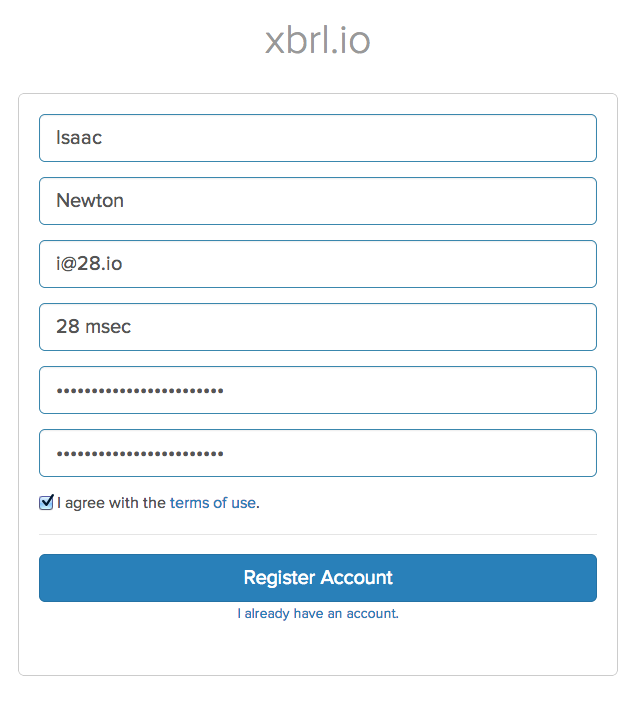 xbrl.io
Isaac
Newton
i@28.io
28 msec
••••••••••••••••••••••••
••••••••••••••••••••••••
I agree with the terms of use.
Register Account
I already have an account.